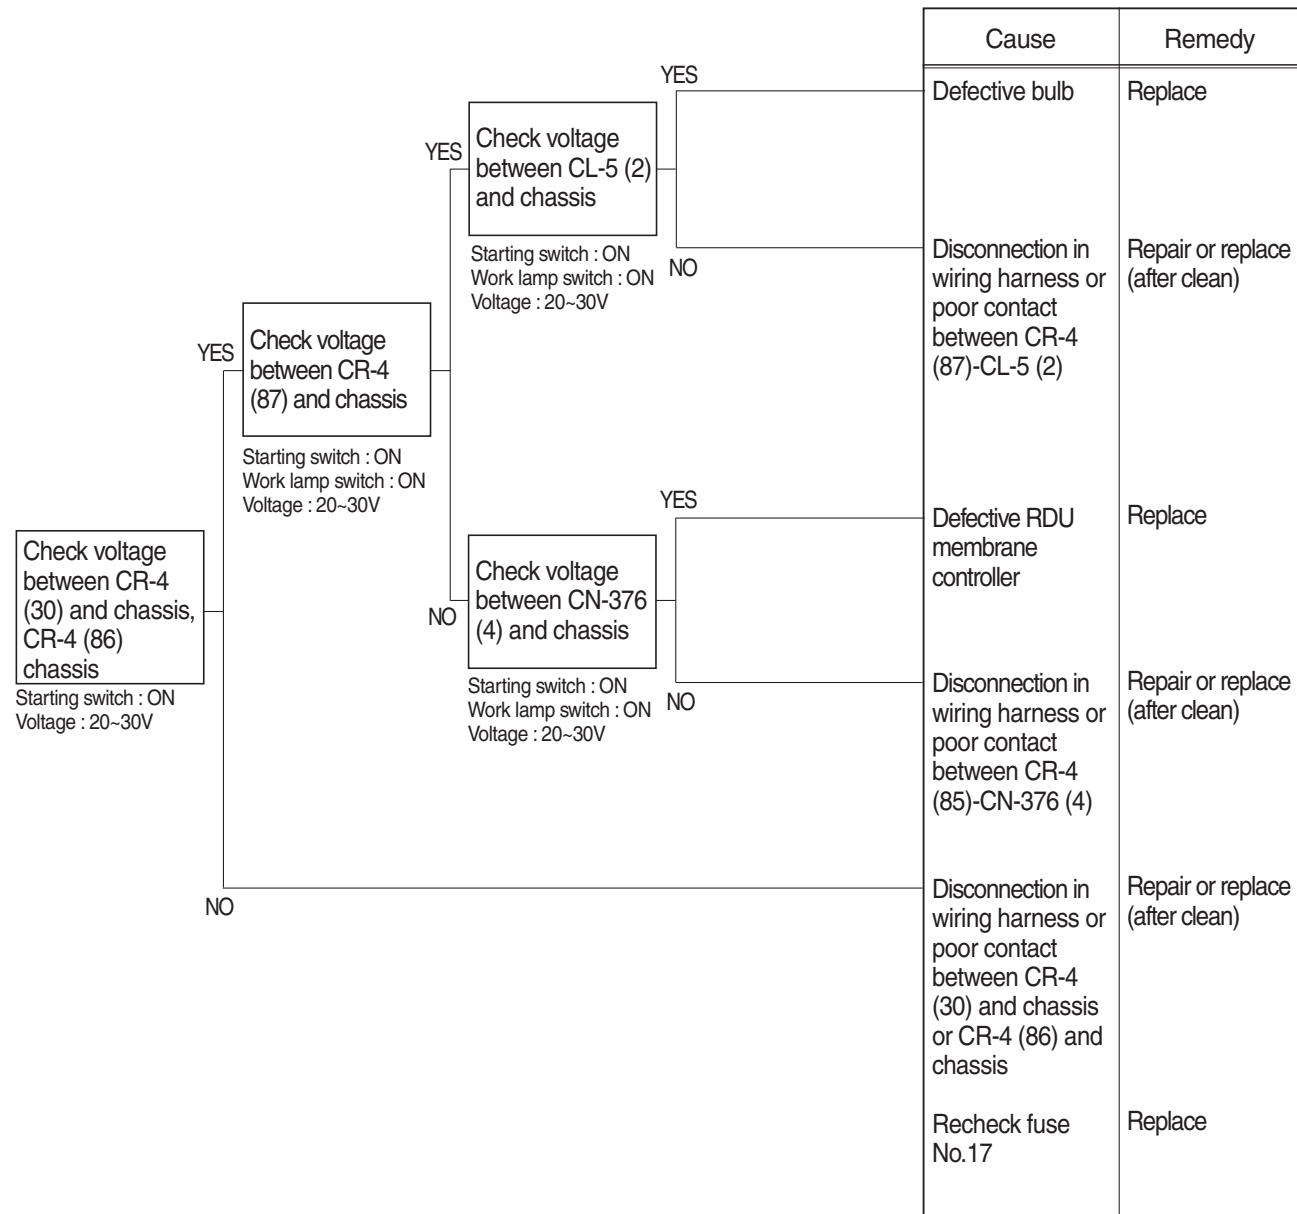 Cause
Remedy
YES
Defective bulb
Replace
YES
Check voltage
between CL-5 (2)
and chassis
Starting switch : ON
Work lamp switch : ON
Voltage : 20~30V
NO
Disconnection in
wiring harness or
poor contact
between CR-4
(87)-CL-5 (2)
Repair or replace
(after clean)
YES
Check voltage
between CR-4
(87) and chassis
Starting switch : ON
Work lamp switch : ON
Voltage : 20~30V
YES
Defective RDU
membrane
controller
Replace
Check voltage
between CR-4
(30) and chassis,
CR-4 (86)
chassis
Starting switch : ON
Voltage : 20~30V
NO
Check voltage
between CN-376
(4) and chassis
Starting switch : ON
Work lamp switch : ON
Voltage : 20~30V
NO
Disconnection in
wiring harness or
poor contact
between CR-4
(85)-CN-376 (4)
Repair or replace
(after clean)
NO
Disconnection in
wiring harness or
poor contact
between CR-4
(30) and chassis
or CR-4 (86) and
chassis
Repair or replace
(after clean)
Recheck fuse
No.17
Replace